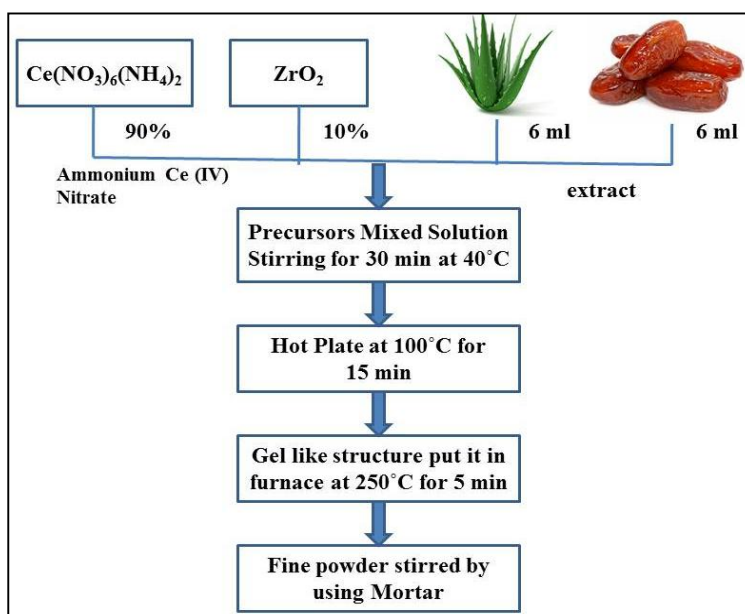 Ce(NO₃)₆(NH₄)₂
ZrO₂
90%
10%
6 ml
6 ml
Ammonium Ce (IV)
Nitrate
extract
Precursors Mixed Solution
Stirring for 30 min at 40˚C
Hot Plate at 100˚C for
15 min
Gel like structure put it in
furnace at 250˚C for 5 min
Fine powder stirred by
using Mortar